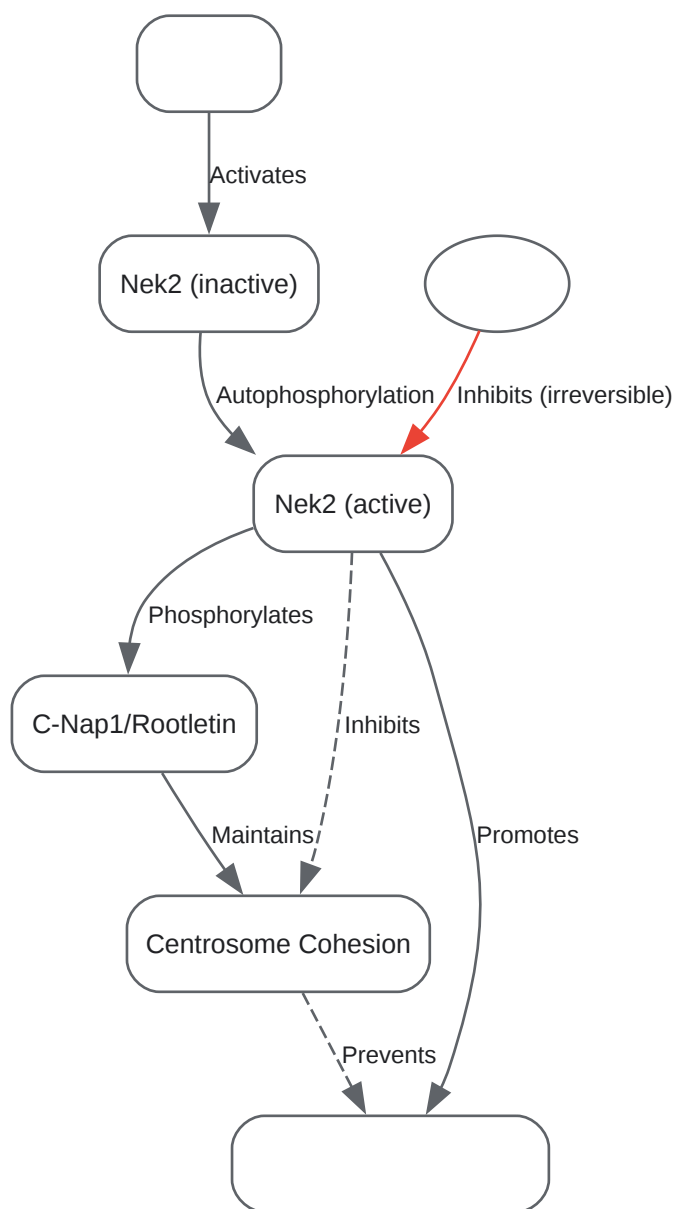 Activates
Nek2 (inactive)
Autophosphorylation
Inhibits (irreversible)
Nek2 (active)
Phosphorylates
C-Nap1/Rootletin
Inhibits
Maintains
Promotes
Centrosome Cohesion
Prevents